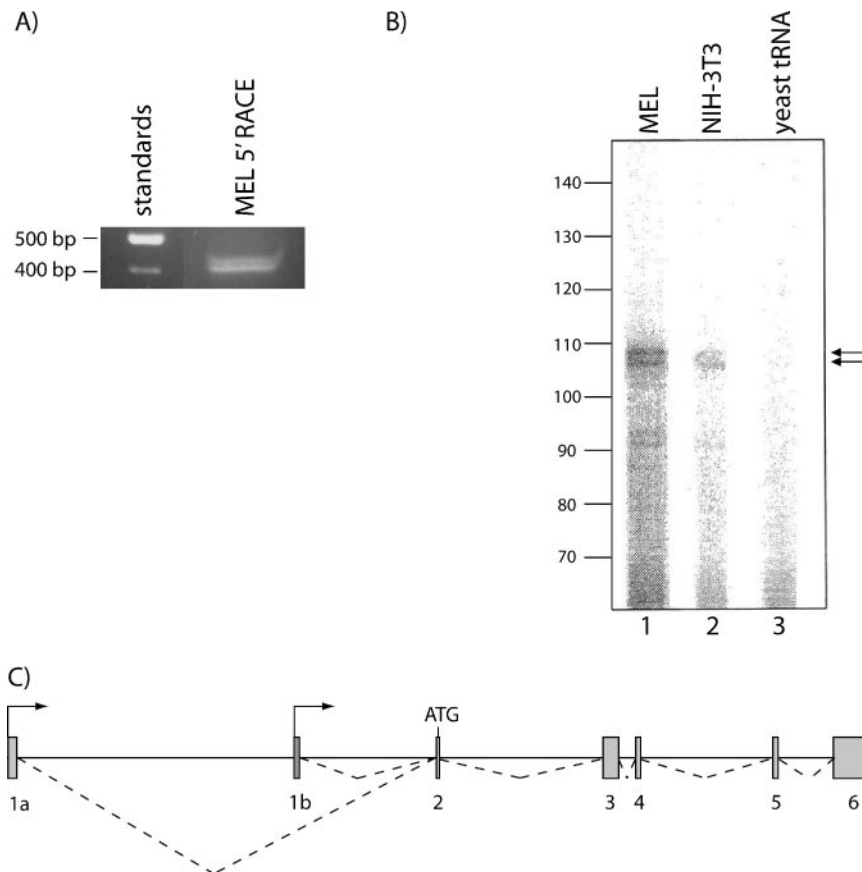 A)
standards
MEL 5' RACE
500 bp
400 bp
B)
MEL
NIH-3T3
yeast tRNA
140
130
120
110
100
90
80
70
1 2 3
C)
ATG
1a 1b 2 3 4 5 6